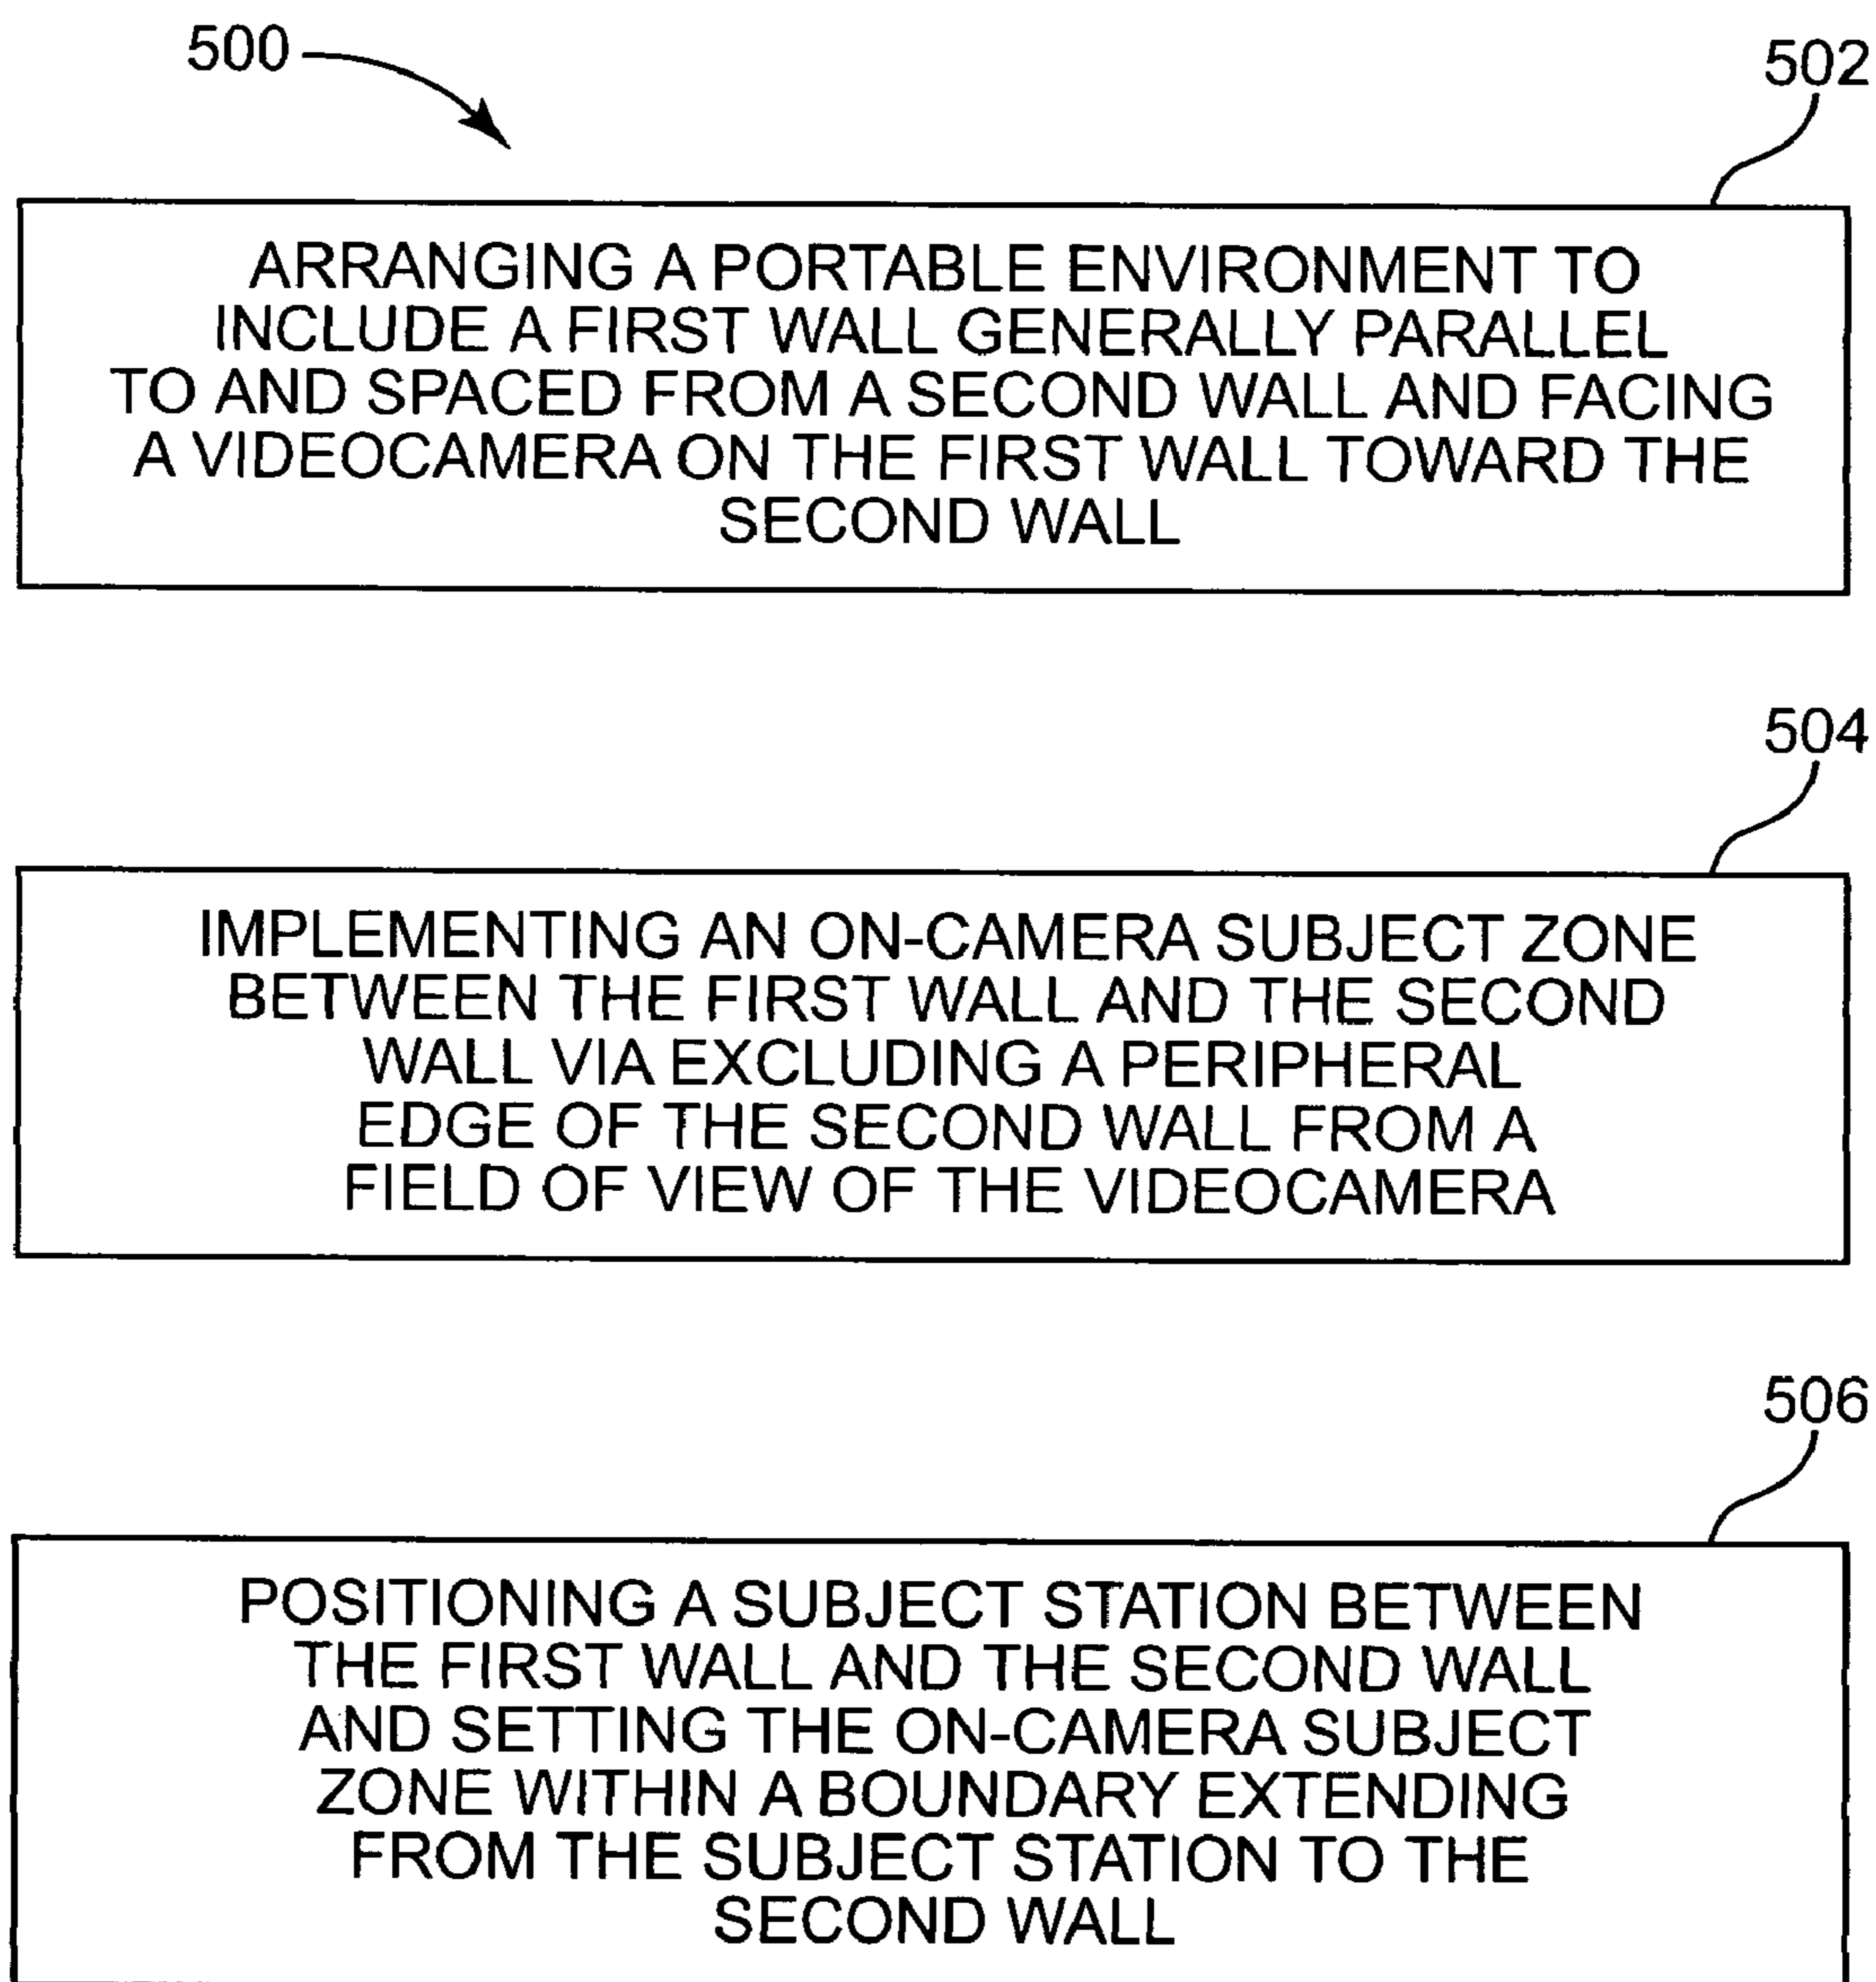 500
502
ARRANGING A PORTABLE ENVIRONMENT TO
INCLUDE A FIRST WALL GENERALLY PARALLEL
TO AND SPACED FROM A SECOND WALL AND FACING
A VIDEOCAMERA ON THE FIRST WALL TOWARD THE
SECOND WALL
504
IMPLEMENTING AN ON-CAMERA SUBJECT ZONE
BETWEEN THE FIRST WALL AND THE SECOND
WALL VIA EXCLUDING A PERIPHERAL
EDGE OF THE SECOND WALL FROM A
FIELD OF VIEW OF THE VIDEOCAMERA
506
POSITIONING A SUBJECT STATION BETWEEN
THE FIRST WALL AND THE SECOND WALL
AND SETTING THE ON-CAMERA SUBJECT
ZONE WITHIN A BOUNDARY EXTENDING
FROM THE SUBJECT STATION TO THE
SECOND WALL